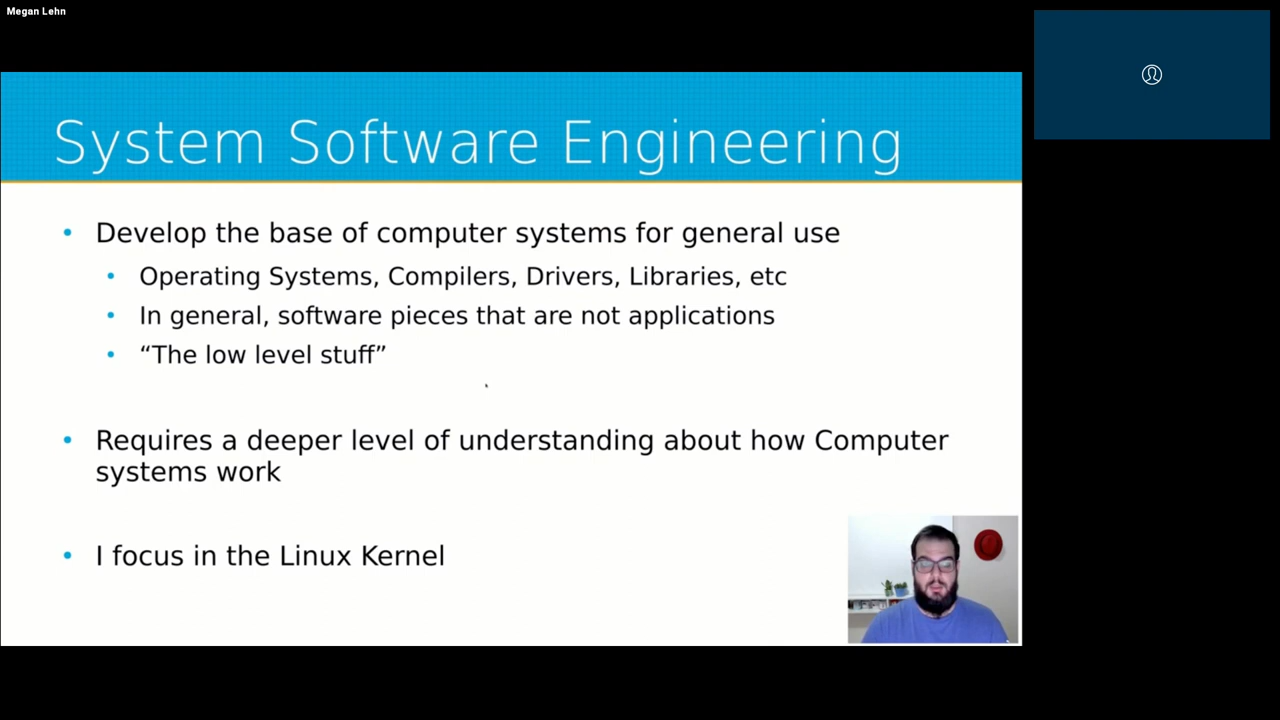 Megan Lehn
System Software Engineering
Develop the base of computer systems for general use
Operating Systems, Compilers, Drivers, Libraries, etc
In general, software pieces that are not applications
“The low level stuff”
Requires a deeper level of understanding about how Computer
systems work
I focus in the Linux Kernel